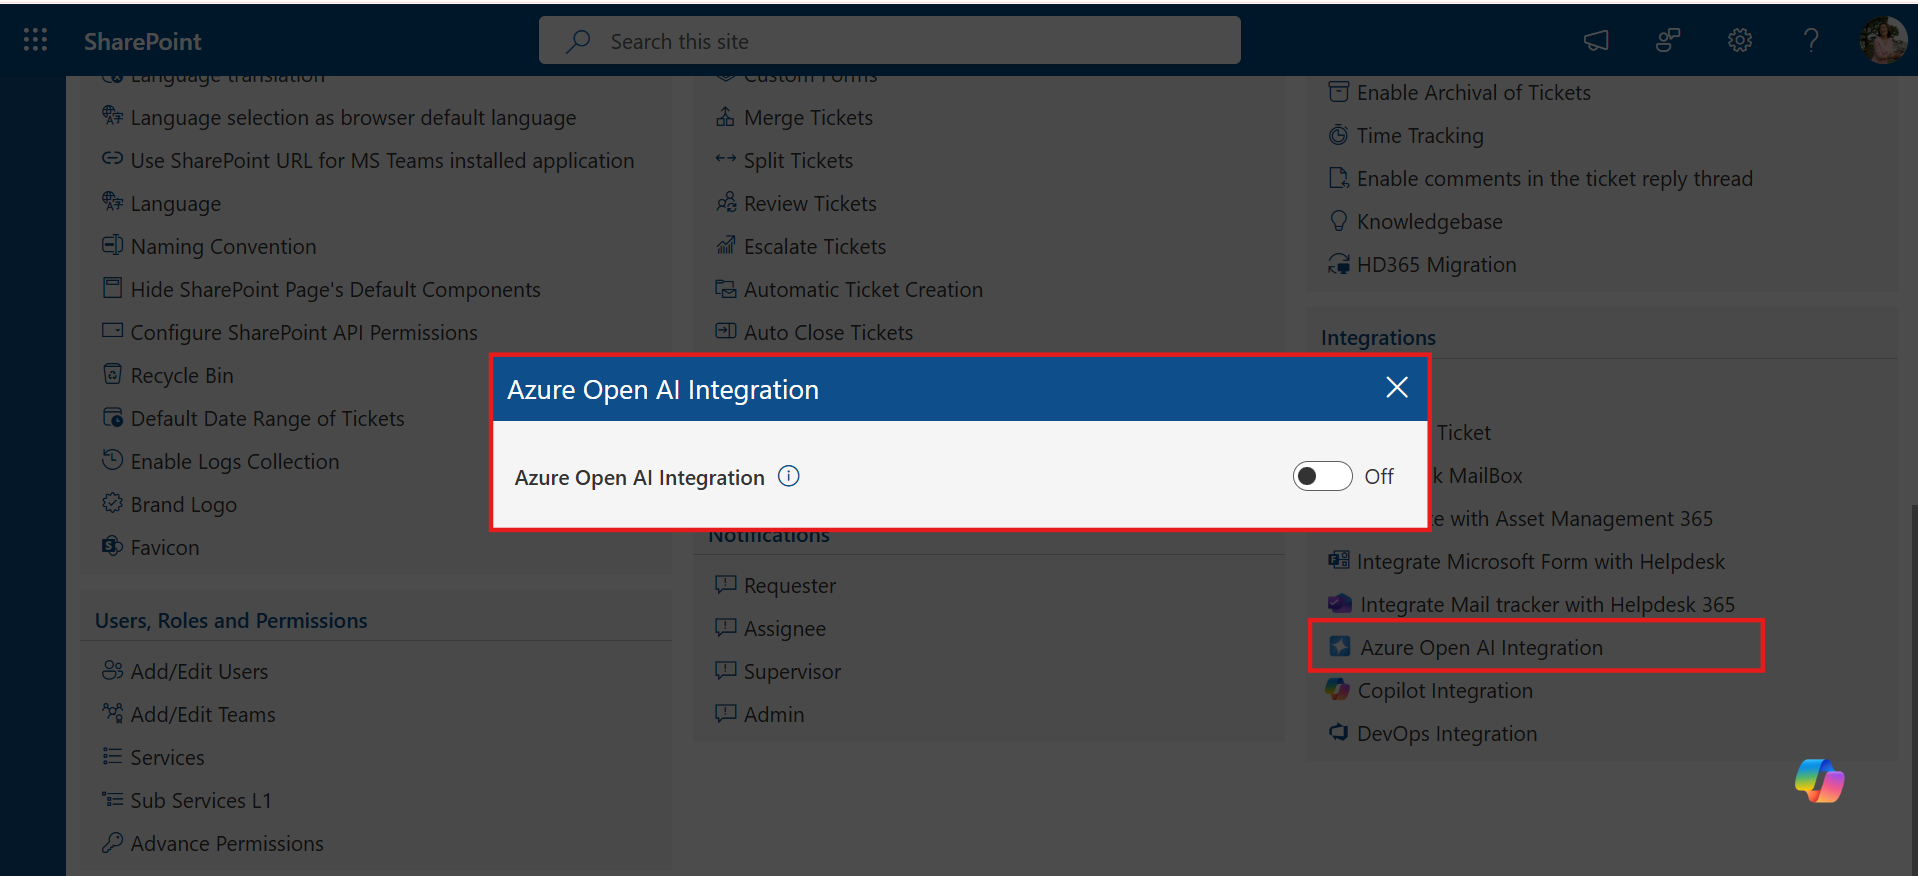 SharePoint
Search this site
Language translation
Language selection as browser default language
Use SharePoint URL for MS Teams installed application
Language
Naming Convention
Hide SharePoint Page's Default Components
Configure SharePoint API Permissions
Recycle Bin
Default Date Range of Tickets
Enable Logs Collection
Brand Logo
Favicon
Users, Roles and Permissions
Add/Edit Users
Add/Edit Teams
Services
Sub Services L1
Advance Permissions
Custom Forms
Merge Tickets
Split Tickets
Review Tickets
Escalate Tickets
Automatic Ticket Creation
Auto Close Tickets
Azure Open AI Integration
Azure Open AI Integration
Off
Notifications
Requester
Assignee
Supervisor
Admin
Enable Archival of Tickets
Time Tracking
Enable comments in the ticket reply thread
Knowledgebase
HD365 Migration
Integrations
Ticket
MailBox
with Asset Management 365
Integrate Microsoft Form with Helpdesk
Integrate Mail tracker with Helpdesk 365
Azure Open AI Integration
Copilot Integration
DevOps Integration